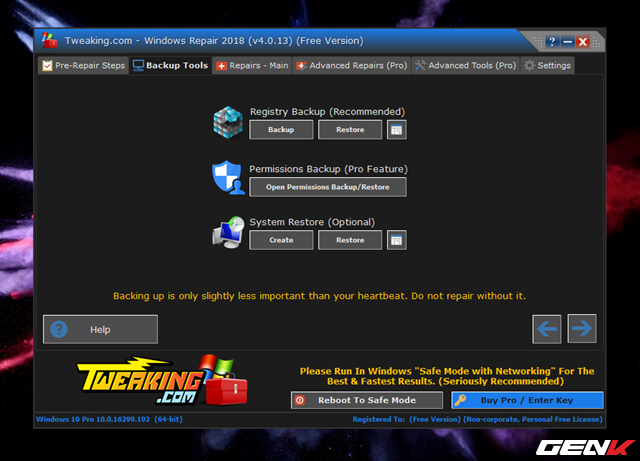 Tweaking.com - Windows Repair 2018 (v4.0.13) (Free Version)
Pre-Repair Steps Backup Tools Repairs - Main Advanced Repairs (Pro) Advanced Tools (Pro) Settings
Registry Backup (Recommended)
Backup Restore
Permissions Backup (Pro Feature)
Open Permissions Backup/Restore
System Restore (Optional)
Create Restore
Backing up is only slightly less important than your heartbeat. Do not repair without it.
? Help
TWEAKING
.COM
Please Run In Windows "Safe Mode with Networking" For The
Best & Fastest Results. (Seriously Recommended)
Reboot To Safe Mode Buy Pro / Enter Key
Windows 10 Pro 10.0.16299.192 (64-bit) Registered To: (Free Version) (Non-corporate, Personal Free License)
GENK